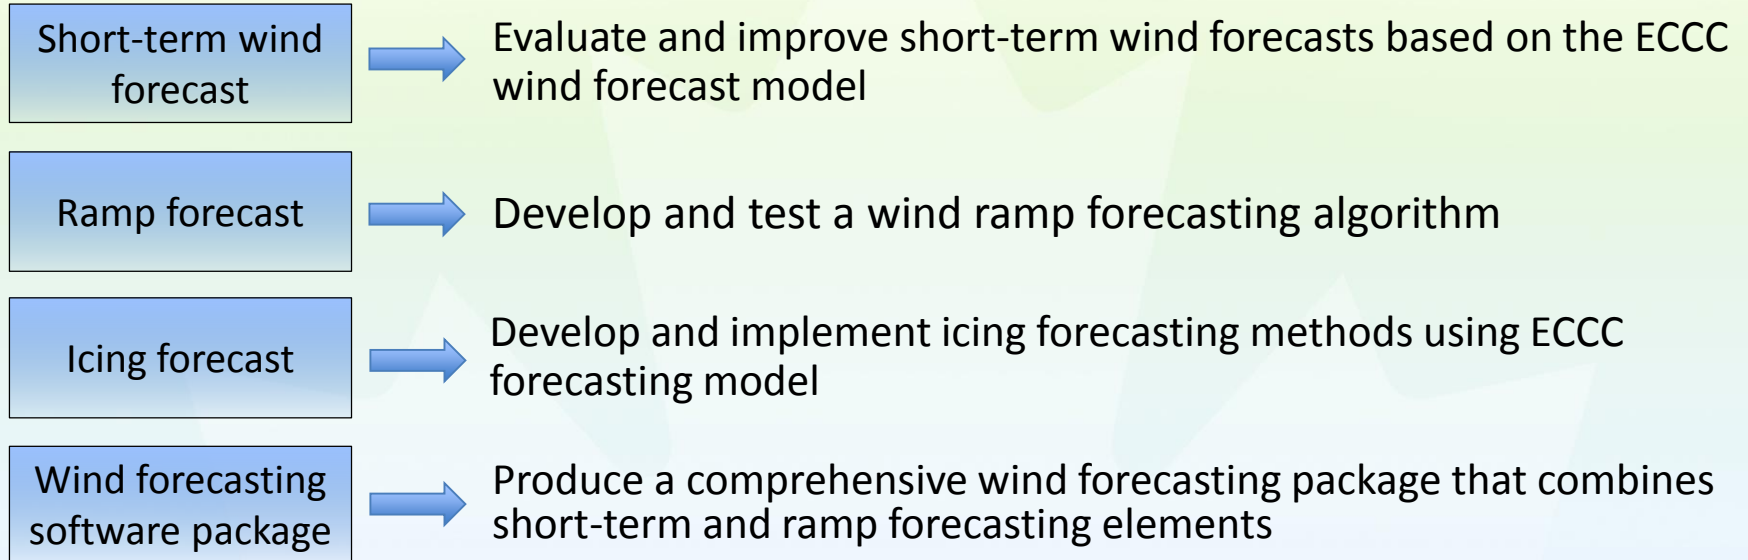 Short-term wind
forecast
Evaluate and improve short-term wind forecasts based on the ECCC
wind forecast model
Ramp forecast
Develop and test a wind ramp forecasting algorithm
Icing forecast
Develop and implement icing forecasting methods using ECCC
forecasting model
Wind forecasting
software package
Produce a comprehensive wind forecasting package that combines
short-term and ramp forecasting elements